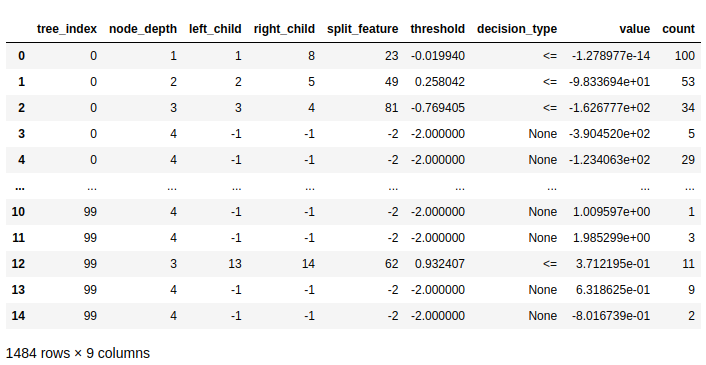 tree_index node_depth left_child right_child split_feature threshold decision_type value count
0 0 1 1 8 23 -0.019940 <= -1.278977e-14 100
1 0 2 2 5 49 0.258042 <= -9.833694e+01 53
2 0 3 3 4 81 -0.769405 <= -1.626777e+02 34
3 0 4 -1 -1 -2 -2.000000 None -3.904520e+02 5
4 0 4 -1 -1 -2 -2.000000 None -1.234063e+02 29
... ... ... ... ... ... ... ... ... ...
10 99 4 -1 -1 -2 -2.000000 None 1.009597e+00 1
11 99 4 -1 -1 -2 -2.000000 None 1.985299e+00 3
12 99 3 13 14 62 0.932407 <= 3.712195e-01 11
13 99 4 -1 -1 -2 -2.000000 None 6.318625e-01 9
14 99 4 -1 -1 -2 -2.000000 None -8.016739e-01 2
1484 rows × 9 columns